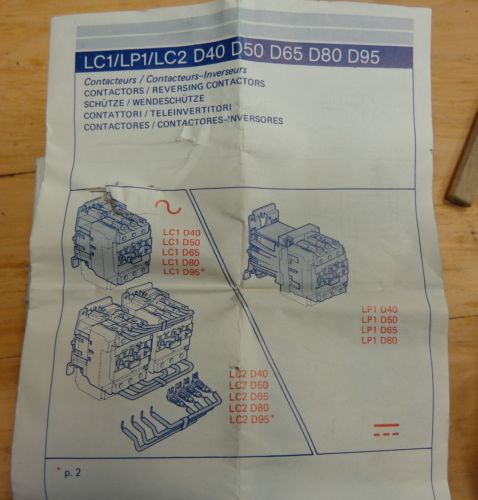 LC1/LP1/LC2 D40 D50 D65 D80 D95
Contacteurs / Contacteurs-Inverseurs
CONTACTORS / REVERSING CONTACTORS
SCHÜTZE / WENDESCHÜTZE
CONTATTORI / TELEINVERTITORI
CONTACTORES / CONTACTORES-INVERSORES
LC1 D40
LC1 D50
LC1 D65
LC1 D80
LC1 D95*
LP1 D40
LP1 D50
LP1 D65
LP1 D80
LC2 D40
LC2 D50
LC2 D65
LC2 D80
LC2 D95*
* p. 2